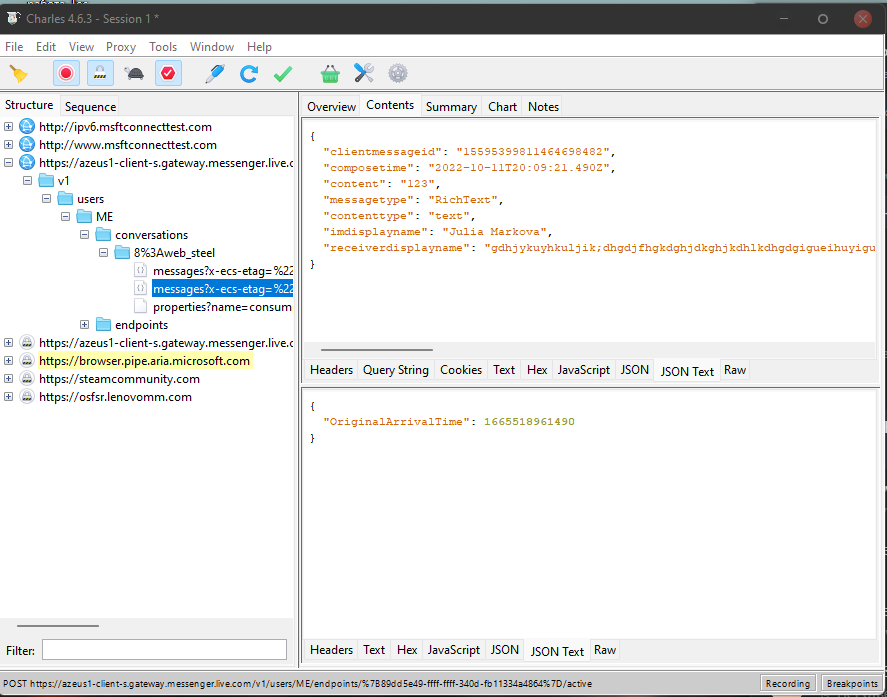 Charles 4.6.3 - Session 1 *
File Edit View Proxy Tools Window Help
Structure Sequence
http://ipv6.msftconnecttest.com
http://www.msftconnecttest.com
https://azeus1-client-s.gateway.messenger.live.c
v1
users
ME
conversations
8%3Aweb_steel
messages?x-ecs-etag=%22
messages?x-ecs-etag=%22
properties?name=consum
endpoints
https://azeus1-client-s.gateway.messenger.live.c
https://browser.pipe.aria.microsoft.com
https://steamcommunity.com
https://osfsr.lenovomm.com
Filter:
Overview Contents Summary Chart Notes
{
"clientmessageid": "15595399811464698482",
"composetime": "2022-10-11T20:09:21.490Z",
"content": "123",
"messagetype": "RichText",
"contenttype": "text",
"imdisplayname": "Julia Markova",
"receiverdisplayname": "gdhjykuyhkuljik;dhgdjfhgkdghjdkghjkdhlkdhgdgigueihuyigu
}
Headers Query String Cookies Text Hex JavaScript JSON JSON Text Raw
{
"OriginalArrivalTime": 1665518961490
}
Headers Text Hex JavaScript JSON JSON Text Raw
POST https://azeus1-client-s.gateway.messenger.live.com/v1/users/ME/endpoints/%7B89dd5e49-ffff-ffff-340d-fb11334a4864%7D/active
Recording Breakpoints